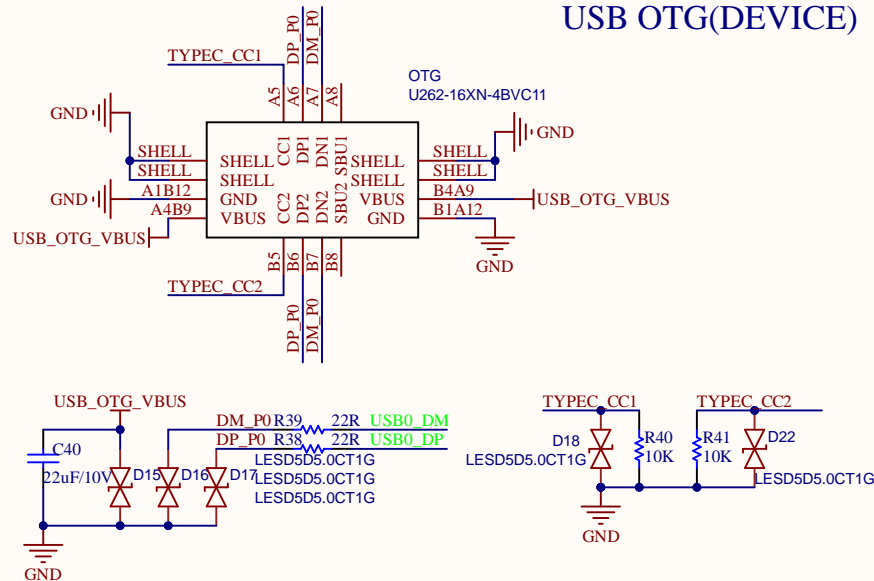 USB OTG(DEVICE)
TYPEC_CC1
DP_P0
DM_P0
OTG
U262-16XN-4BVC11
A5
A6
A7
A8
GND
GND
SHELL
SHELL
CC1
DP1
DN1
SBU1
SHELL
SHELL
SHELL
SHELL
SHELL
SHELL
GND
A1B12
GND
CC2
DP2
DN2
SBU2
VBUS
B4A9
USB_OTG_VBUS
A4B9
VBUS
GND
B1A12
USB_OTG_VBUS
GND
B5
B6
B7
B8
TYPEC_CC2
DP_P0
DM_P0
USB_OTG_VBUS
DM_P0 R39 22R USB0_DM
DP_P0 R38 22R USB0_DP
C40
22uF/10V
D15
D16
D17
LESD5D5.0CT1G
LESD5D5.0CT1G
LESD5D5.0CT1G
GND
TYPEC_CC1
TYPEC_CC2
D18
LESD5D5.0CT1G
R40
10K
R41
10K
D22
LESD5D5.0CT1G
GND